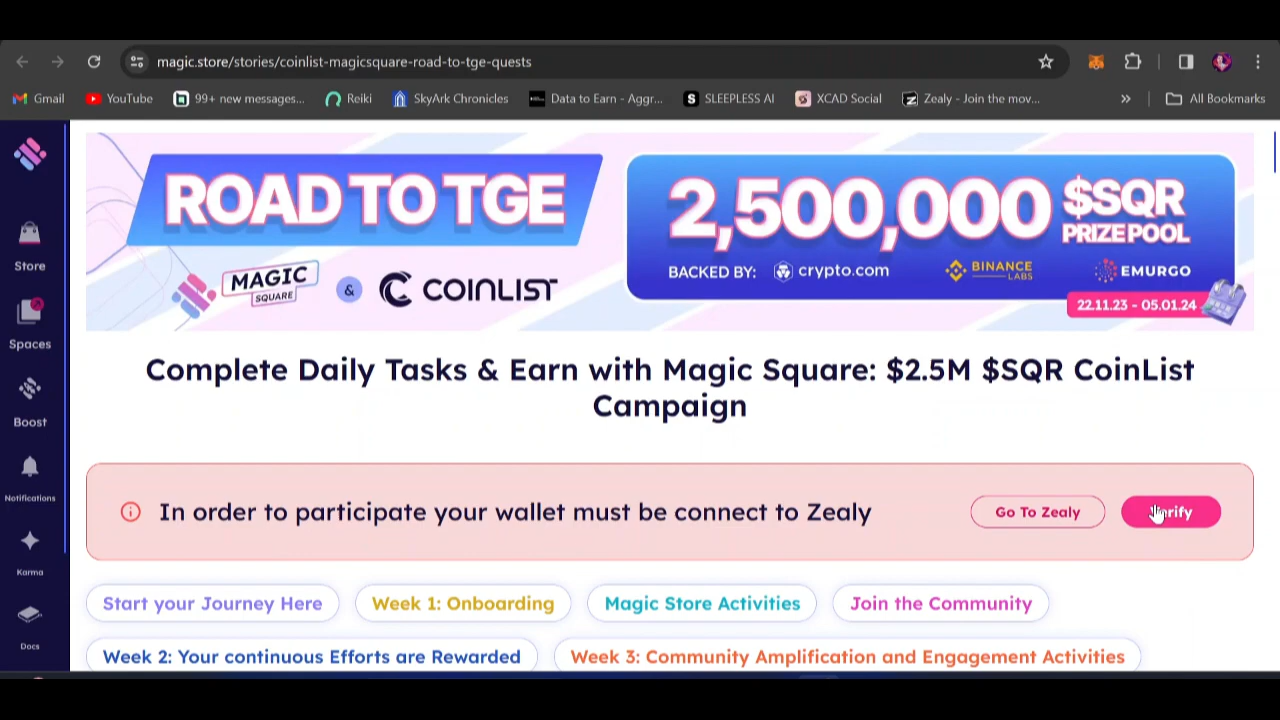 magic.store/stories/coinlist-magicsquare-road-to-tge-quests
Gmail
YouTube
99+ new messages...
Reiki
SkyArk Chronicles
Data to Earn - Aggr...
SLEEPLESS AI
XCAD Social
Zealy - Join the mov...
»
All Bookmarks
Store
Spaces
Boost
Notifications
Karma
Docs
ROAD TO TGE
MAGIC
SQUARE
&
COINLIST
2,500,000 $SQR
PRIZE POOL
BACKED BY: crypto.com BINANCE LABS EMURGO
22.11.23 - 05.01.24
Complete Daily Tasks & Earn with Magic Square: $2.5M $SQR CoinList
Campaign
In order to participate your wallet must be connect to Zealy
Go To Zealy
Start your Journey Here
Week 1: Onboarding
Magic Store Activities
Join the Community
Week 2: Your continuous Efforts are Rewarded
Week 3: Community Amplification and Engagement Activities